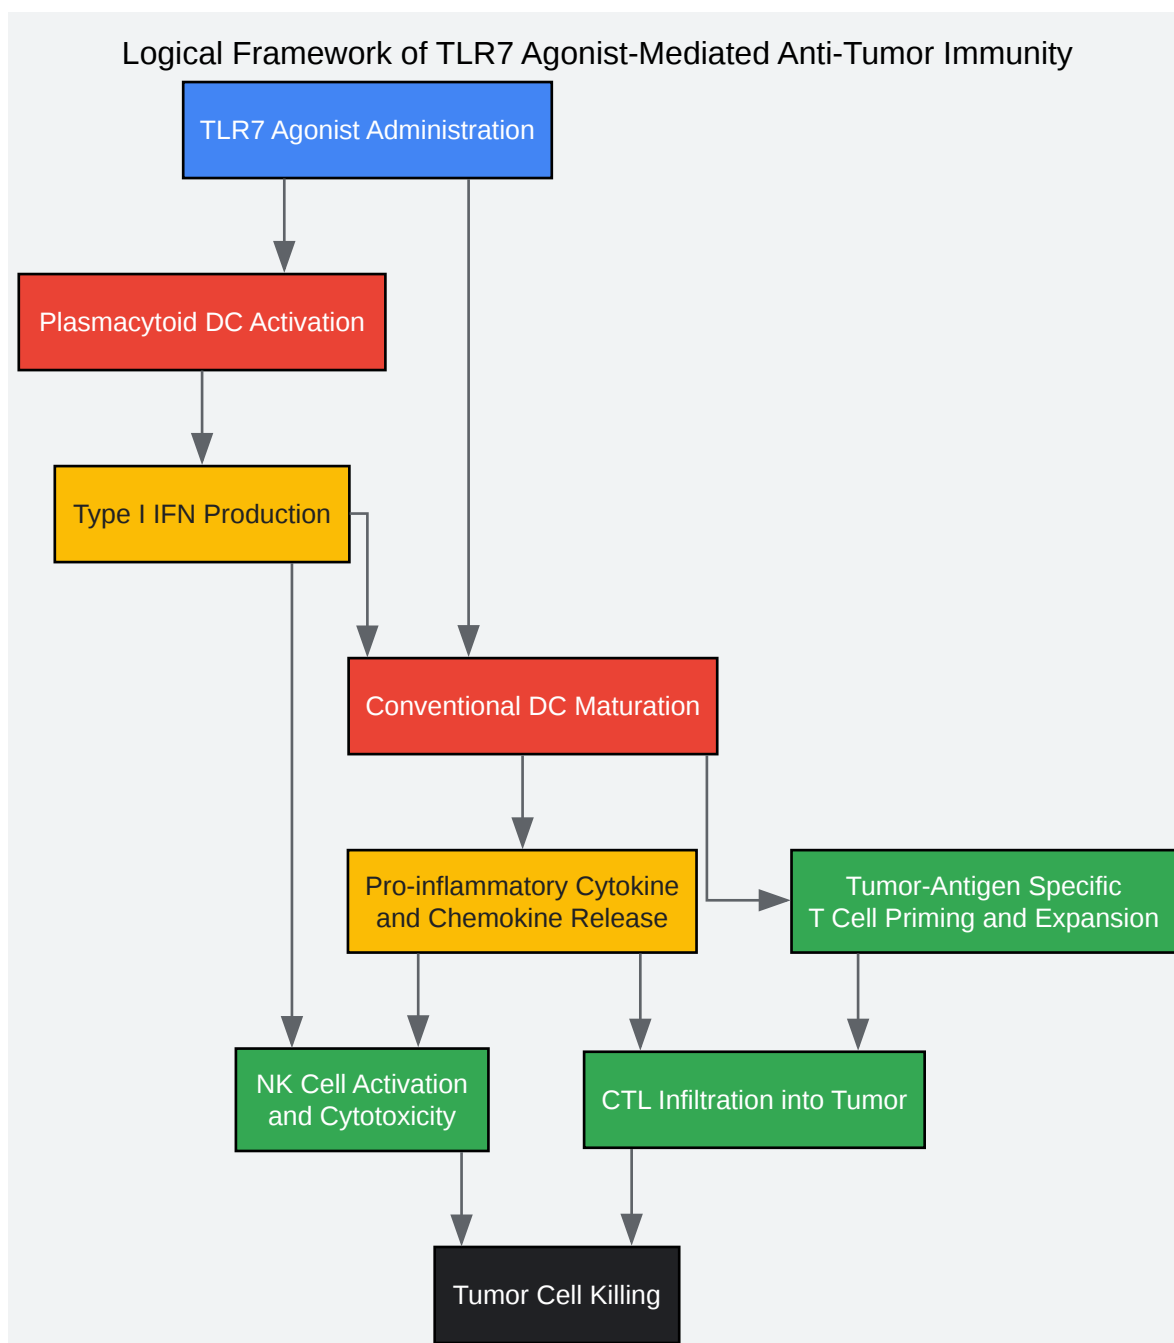 Logical Framework of TLR7 Agonist-Mediated Anti-Tumor Immunity
TLR7 Agonist Administration
Plasmacytoid DC Activation
Type I IFN Production
Conventional DC Maturation
Pro-inflammatory Cytokine
and Chemokine Release
Tumor-Antigen Specific
T Cell Priming and Expansion
NK Cell Activation
and Cytotoxicity
CTL Infiltration into Tumor
Tumor Cell Killing